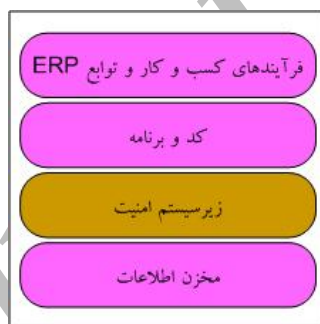 فرآیندهای کسب و کار و توابع ERP
کد و برنامه
زیرسیستم امنیت
مخزن اطلاعات